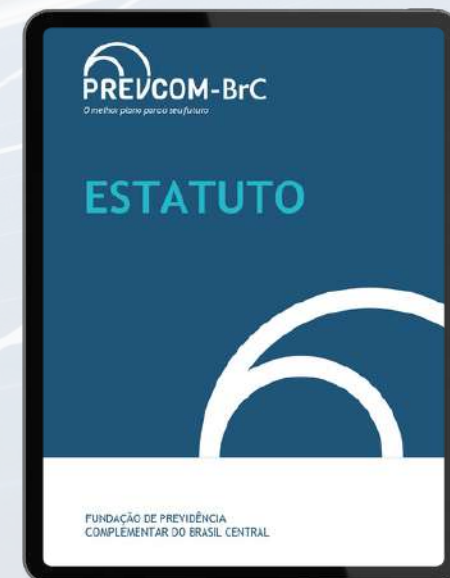 PREVCOM-BrC
O melhor plano para o seu futuro
ESTATUTO
FUNDAÇÃO DE PREVIDÊNCIA
COMPLEMENTAR DO BRASIL CENTRAL